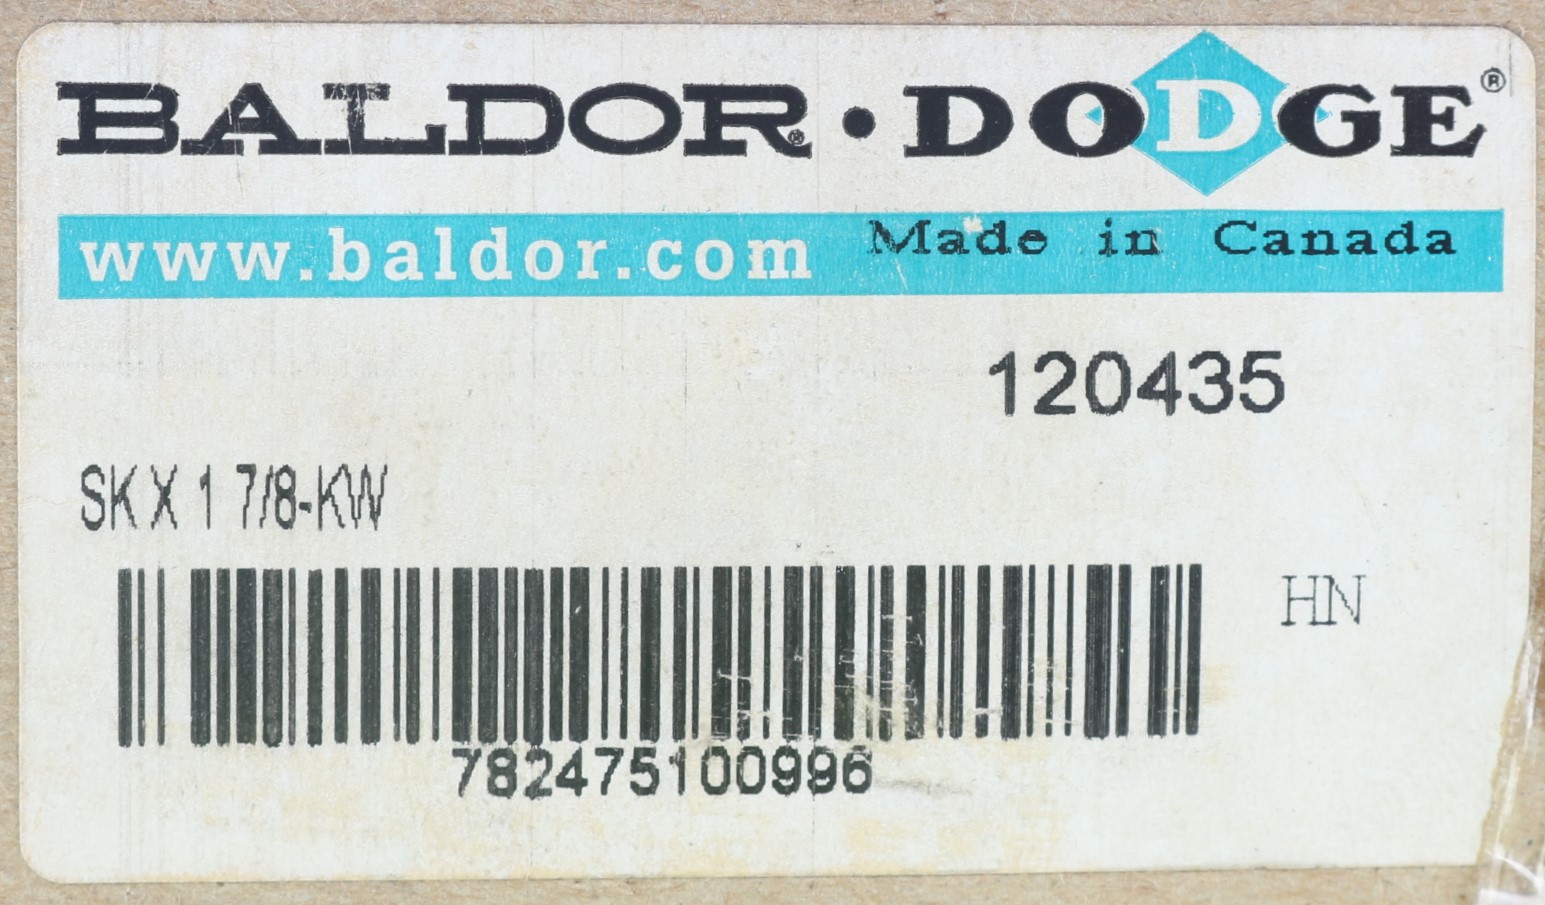 BALDOR® • DODGE®
www.baldor.com Made in Canada
120435
SK X 1 7/8-KW
HN
782475100996